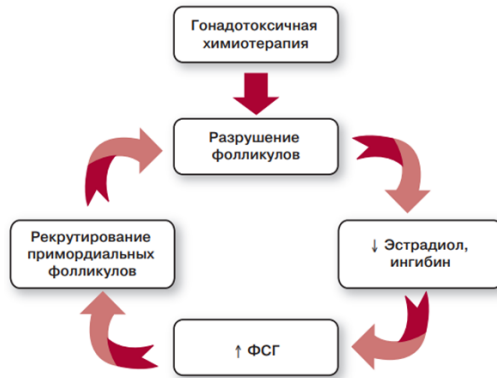 Гонадотоксичная
химиотерапия
Разрушение
фолликулов
↓ Эстрадиол,
ингибин
↑ ФСГ
Рекрутирование
примордиальных
фолликулов